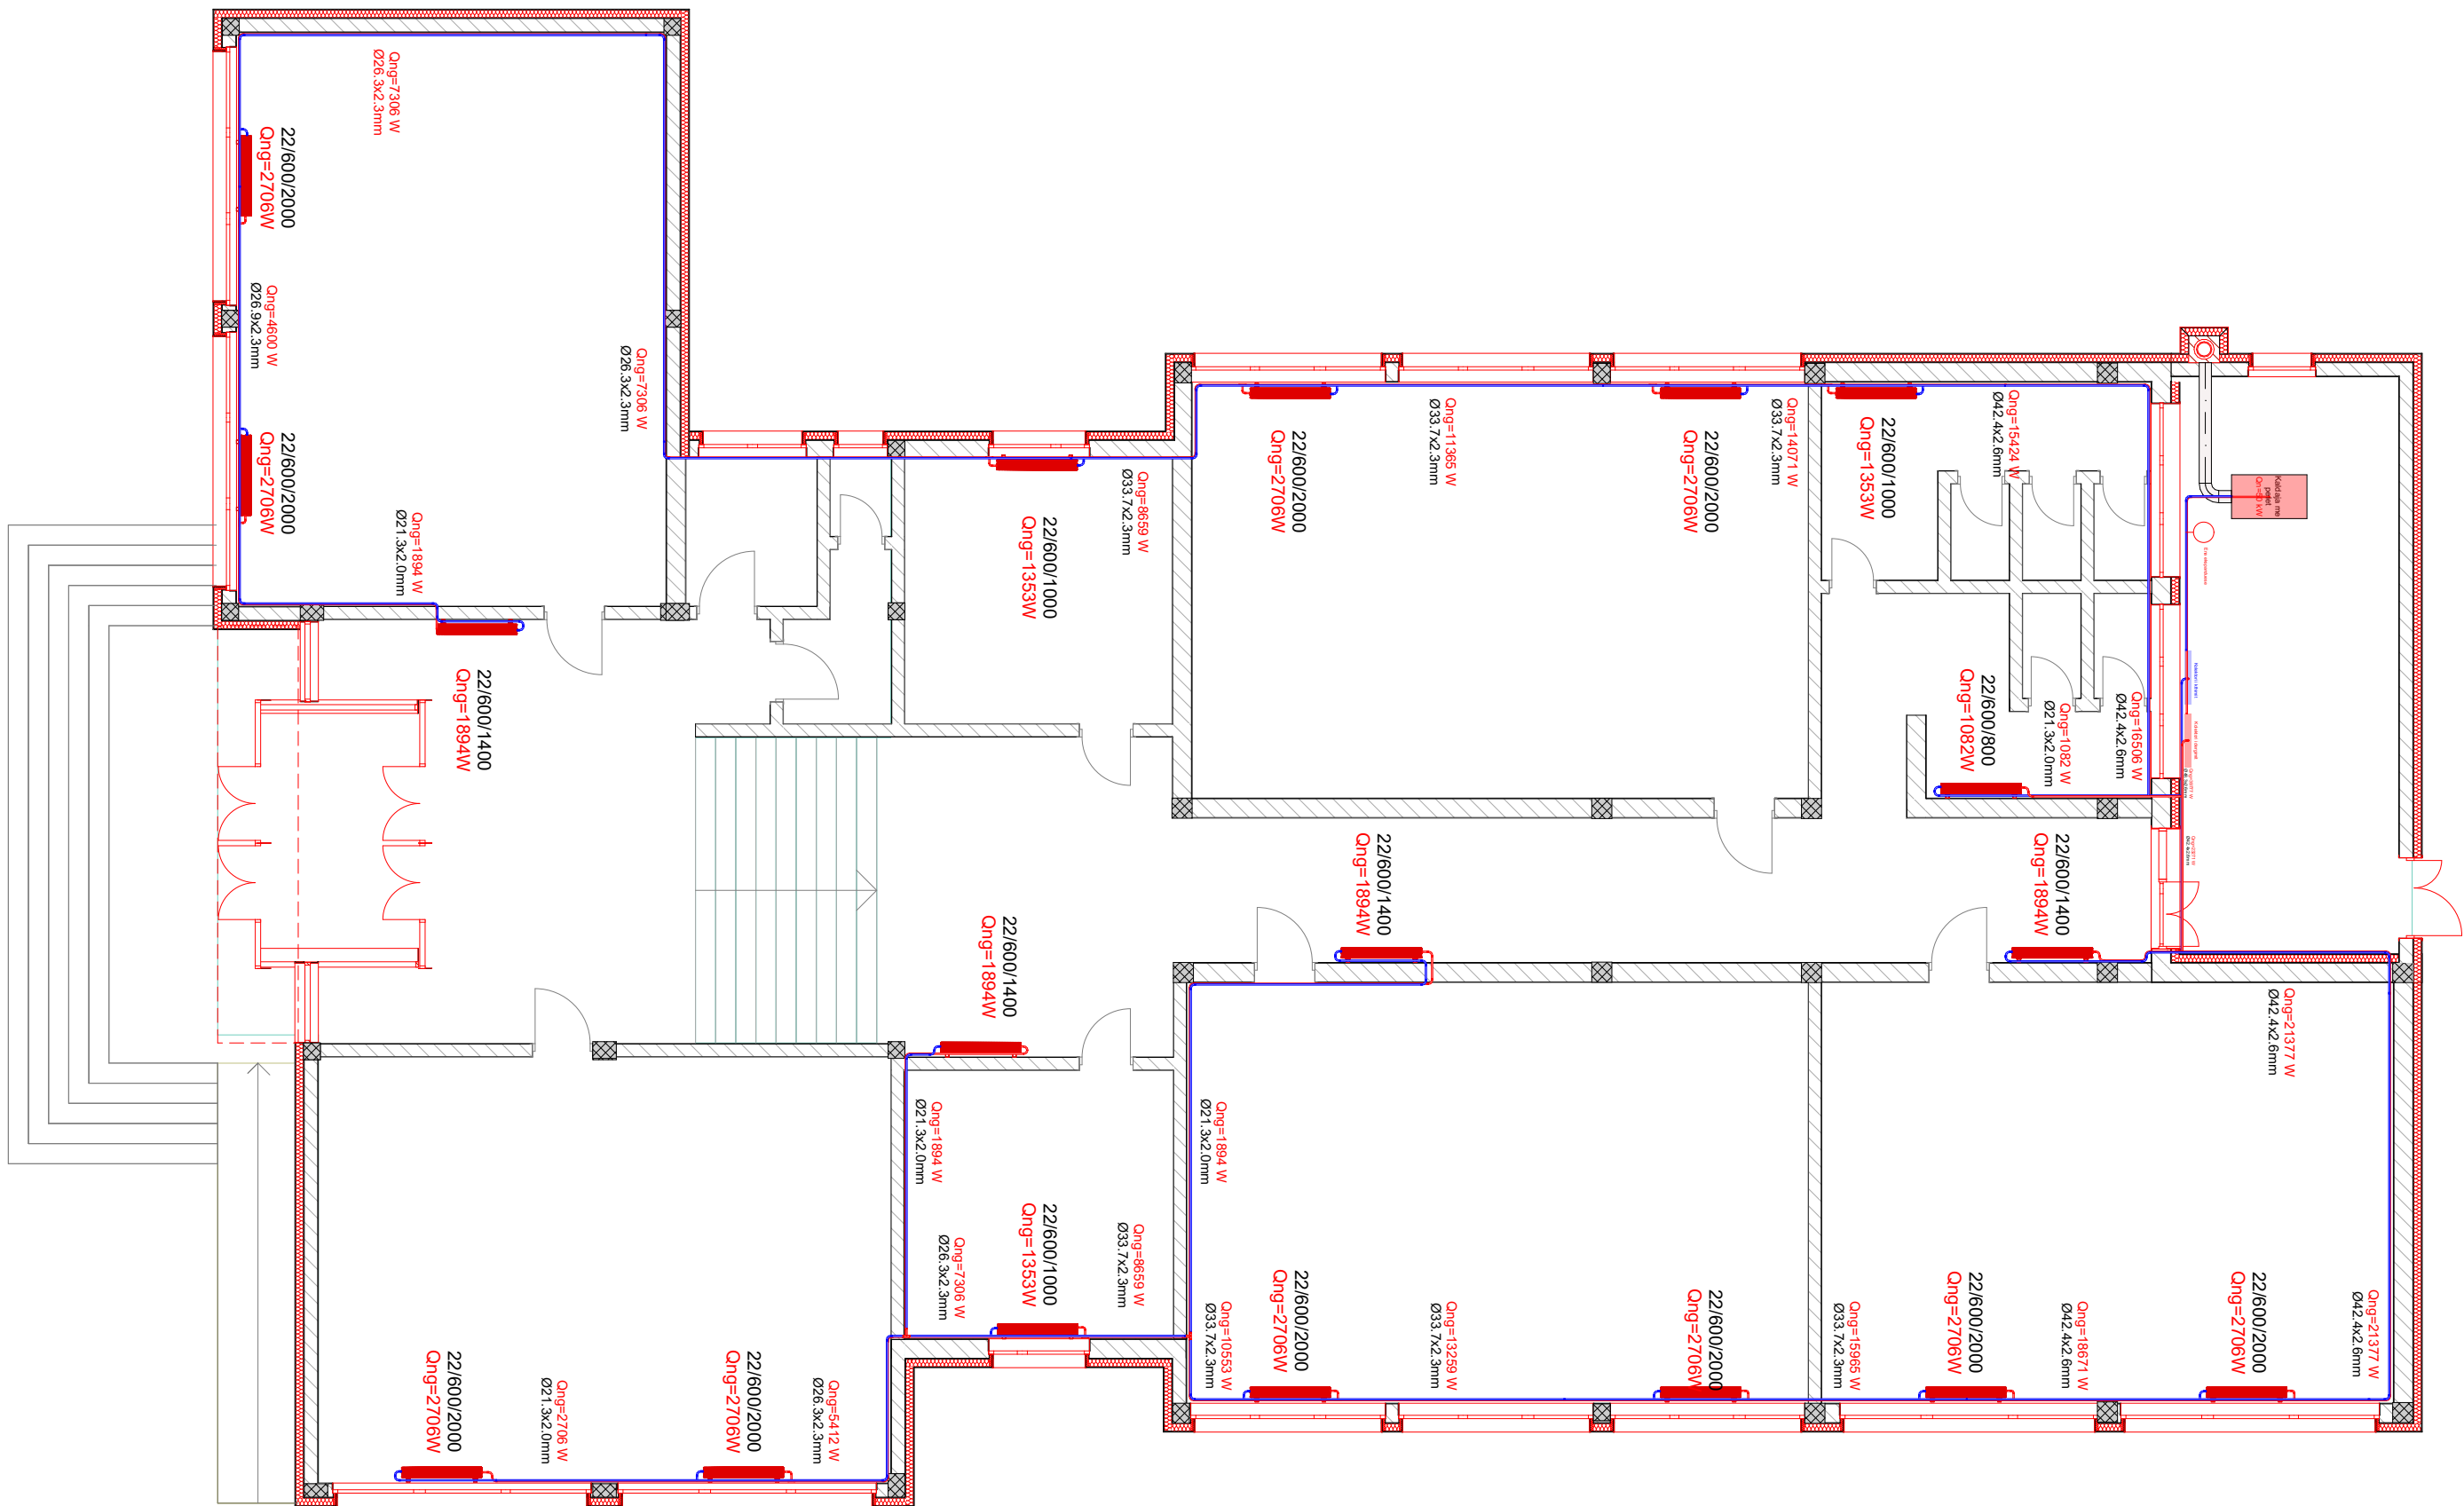 Qng=7306 W
Ø26.3x2.3mm
22/600/2000
Qng=2706W
Qng=4600 W
Ø26.9x2.3mm
Qng=7306 W
Ø26.3x2.3mm
22/600/2000
Qng=2706W
Qng=1894 W
Ø21.3x2.0mm
22/600/1400
Qng=1894W
Qng=8659 W
Ø33.7x2.3mm
22/600/1000
Qng=1353W
22/600/2000
Qng=2706W
Qng=11365 W
Ø33.7x2.3mm
22/600/2000
Qng=2706W
Qng=14071 W
Ø33.7x2.3mm
22/600/1000
Qng=1353W
Qng=15424 W
Ø42.4x2.6mm
Kaldaja me
pelet
Qn=50 kW
Qng=16506 W
Ø42.4x2.6mm
Qng=1082 W
Ø21.3x2.0mm
22/600/800
Qng=1082W
22/600/1400
Qng=1894W
22/600/1400
Qng=1894W
22/600/1400
Qng=1894W
Qng=21377 W
Ø42.4x2.6mm
Qng=1894 W
Ø21.3x2.0mm
Qng=1894 W
Ø21.3x2.0mm
Qng=7306 W
Ø26.3x2.3mm
22/600/1000
Qng=1353W
Qng=8659 W
Ø33.7x2.3mm
Qng=10553 W
Ø33.7x2.3mm
22/600/2000
Qng=2706W
Qng=13259 W
Ø33.7x2.3mm
22/600/2000
Qng=2706W
Qng=15965 W
Ø33.7x2.3mm
22/600/2000
Qng=2706W
Qng=18671 W
Ø42.4x2.6mm
22/600/2000
Qng=2706W
Qng=21377 W
Ø42.4x2.6mm
22/600/2000
Qng=2706W
Qng=2706 W
Ø21.3x2.0mm
22/600/2000
Qng=2706W
Qng=5412 W
Ø26.3x2.3mm